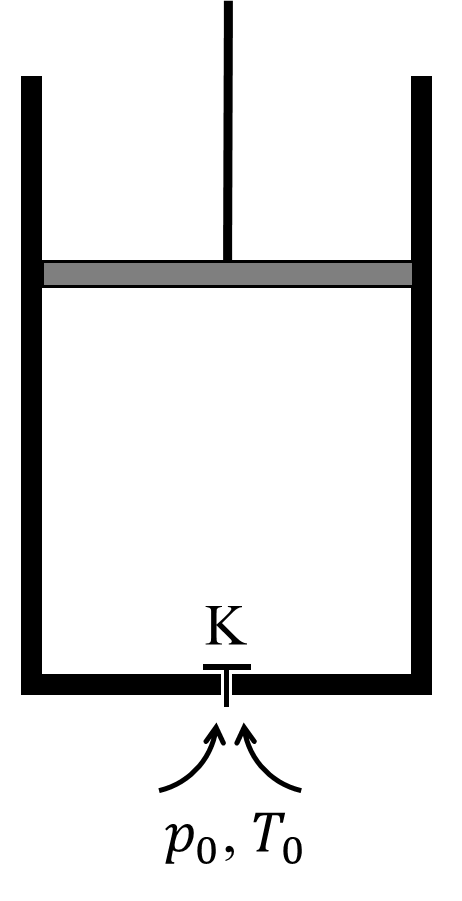 K
p₀, T₀